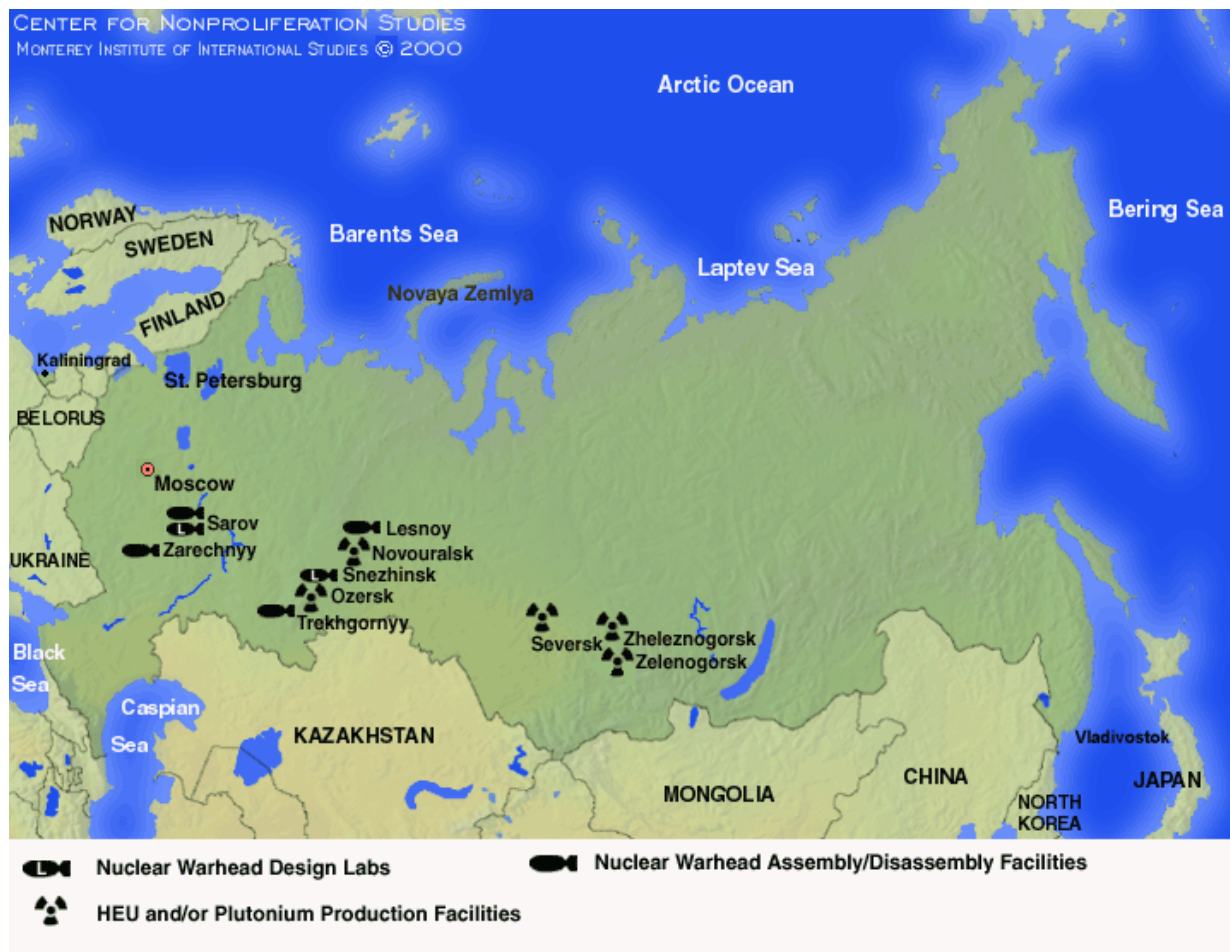 CENTER FOR NONPROLIFERATION STUDIES
MONTEREY INSTITUTE OF INTERNATIONAL STUDIES © 2000
Arctic Ocean
Bering Sea
NORWAY
SWEDEN
Barents Sea
Laptev Sea
Novaya Zemlya
FINLAND
Kaliningrad
St. Petersburg
BELORUS
Moscow
Sarov
L
Lesnoy
Zarechnyy
Novouralsk
UKRAINE
L
Snezhinsk
Ozersk
Trekhgornyy
Seversk
Zheleznogorsk
Zelenogorsk
Black
Sea
Caspian
Sea
KAZAKHSTAN
Vladivostok
CHINA
JAPAN
MONGOLIA
NORTH
KOREA
L
Nuclear Warhead Design Labs
Nuclear Warhead Assembly/Disassembly Facilities
HEU and/or Plutonium Production Facilities